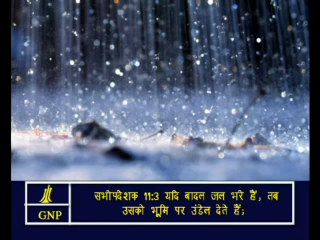 सभोपदेशक 11:3 यदि बादल जल भरे हैं, तब
उसको भूमि पर उंडेल देते हैं;
GNP